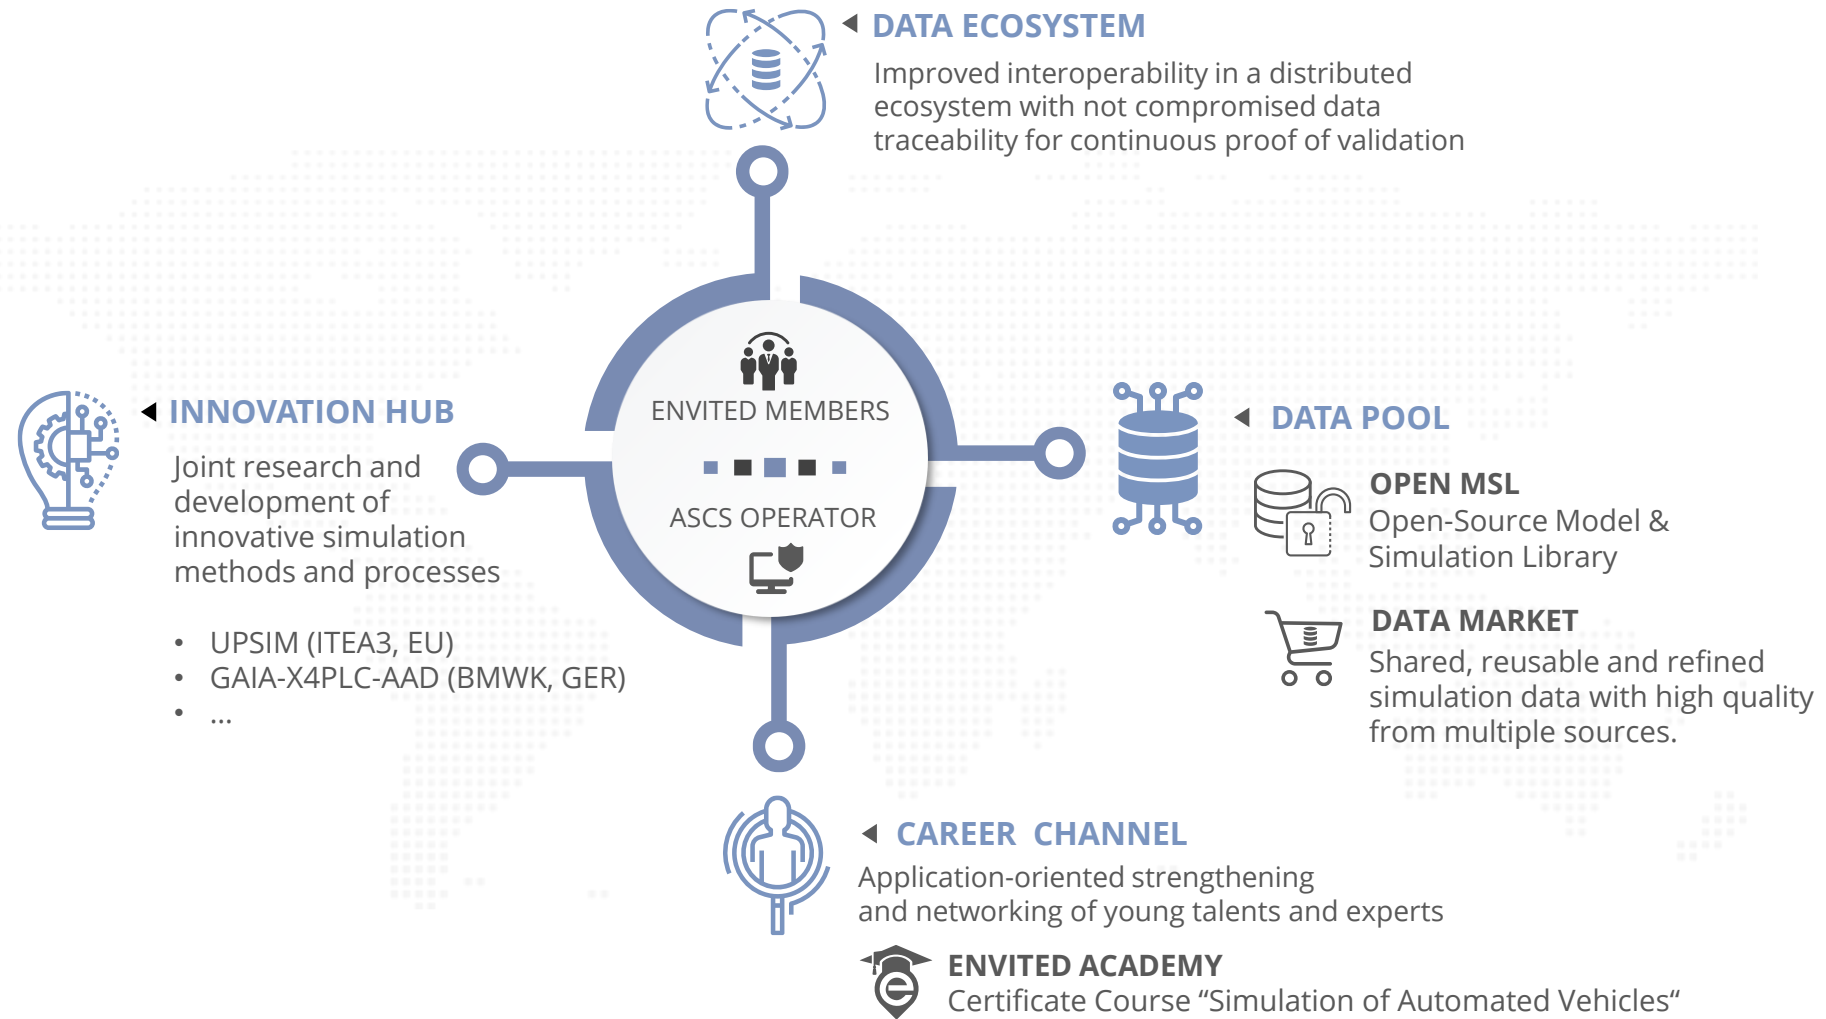 DATA ECOSYSTEM
Improved interoperability in a distributed
ecosystem with not compromised data
traceability for continuous proof of validation
INNOVATION HUB
Joint research and
development of
innovative simulation
methods and processes
• UPSIM (ITEA3, EU)
• GAIA-X4PLC-AAD (BMWK, GER)
• ...
ENVITED MEMBERS
ASCS OPERATOR
DATA POOL
OPEN MSL
Open-Source Model &
Simulation Library
DATA MARKET
Shared, reusable and refined
simulation data with high quality
from multiple sources.
CAREER CHANNEL
Application-oriented strengthening
and networking of young talents and experts
e
ENVITED ACADEMY
Certificate Course “Simulation of Automated Vehicles“